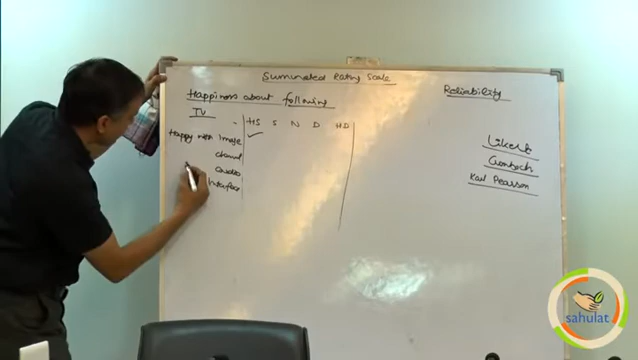 Summated Rating Scale
Happiness about following
Reliability
TV
HS S N D HD
Happy with image ✓
channel
audio
interface
Likert
Cronbach
Karl Pearson
sahulat